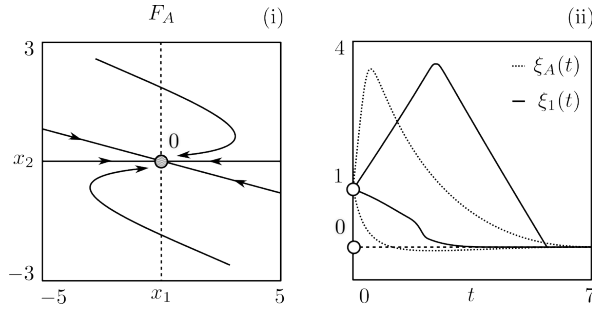 F_A (i) (ii)
3 4
ξ_A(t)
ξ_1(t)
0
x_2 1
0
−3
−5 x_1 5 0 t 7